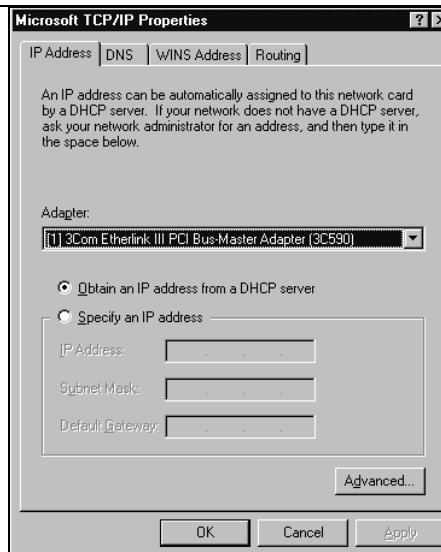 Microsoft TCP/IP Properties
IP Address DNS WINS Address Routing
An IP address can be automatically assigned to this network card
by a DHCP server. If your network does not have a DHCP server,
ask your network administrator for an address, and then type it in
the space below.
Adapter:
[1] 3Com Etherlink III PCI Bus-Master Adapter (3C590)
Obtain an IP address from a DHCP server
Specify an IP address
IP Address:
Subnet Mask:
Default Gateway:
Advanced...
OK Cancel Apply